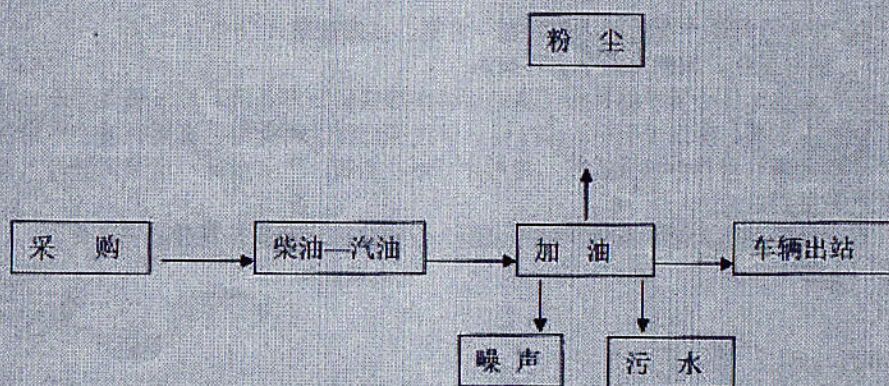 粉 尘
采 购
柴油—汽油
加 油
车辆出站
噪 声
污 水